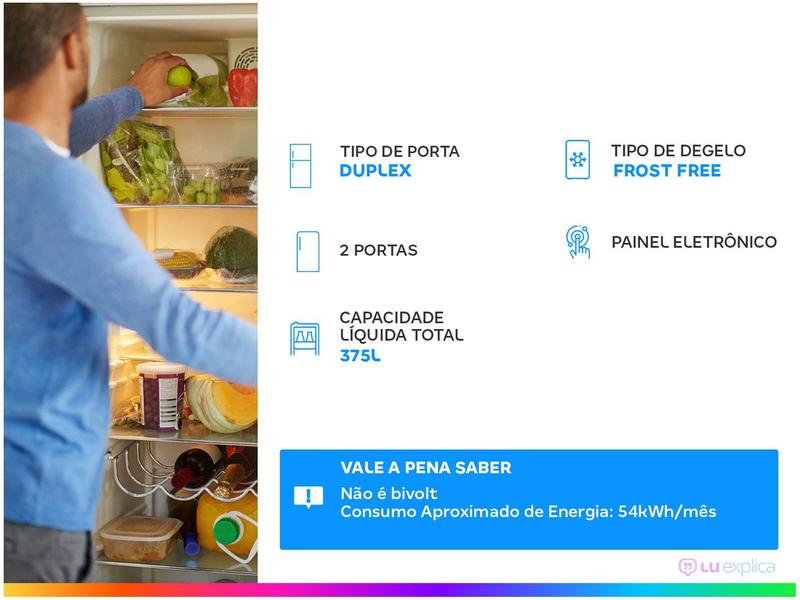 TIPO DE PORTA
DUPLEX
TIPO DE DEGELO
FROST FREE
2 PORTAS
PAINEL ELETRÔNICO
CAPACIDADE
LÍQUIDA TOTAL
375L
VALE A PENA SABER
Não é bivolt
Consumo Aproximado de Energia: 54kWh/mês
Lu explica